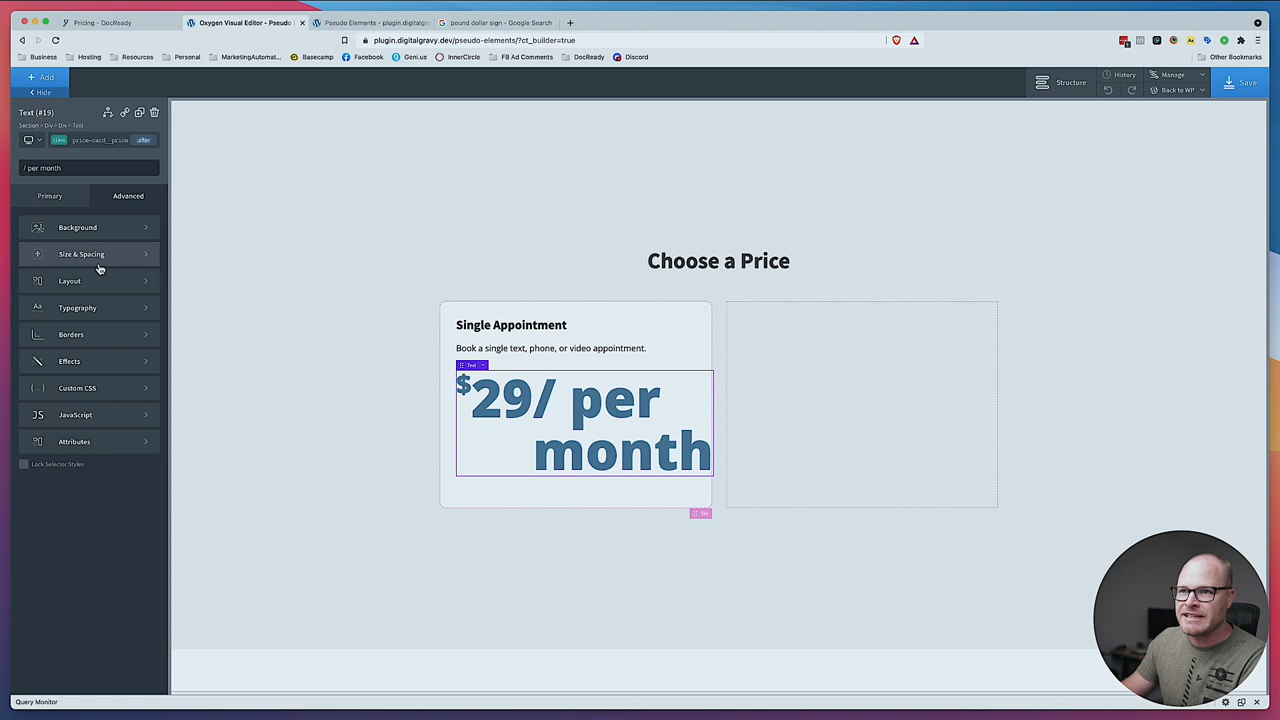 Pricing - DocReady
Oxygen Visual Editor - Pseudo E
Pseudo Elements - plugin.digitalgra
pound dollar sign - Google Search
plugin.digitalgravy.dev/pseudo-elements/?ct_builder=true
Business
Hosting
Resources
Personal
MarketingAutomat...
Basecamp
Facebook
Geni.us
InnerCircle
FB Ad Comments
DocReady
Discord
Other Bookmarks
+ Add
Hide
Structure
History
Manage
Back to WP
Save
Text (#19)
Section > Div > Div > Text
class price-card__price :after
/ per month
Primary
Advanced
Background
Size & Spacing
Layout
Typography
Borders
Effects
Custom CSS
JavaScript
Attributes
Lock Selector Styles
Choose a Price
Single Appointment
Book a single text, phone, or video appointment.
Text
$29/ per
month
Div
Query Monitor